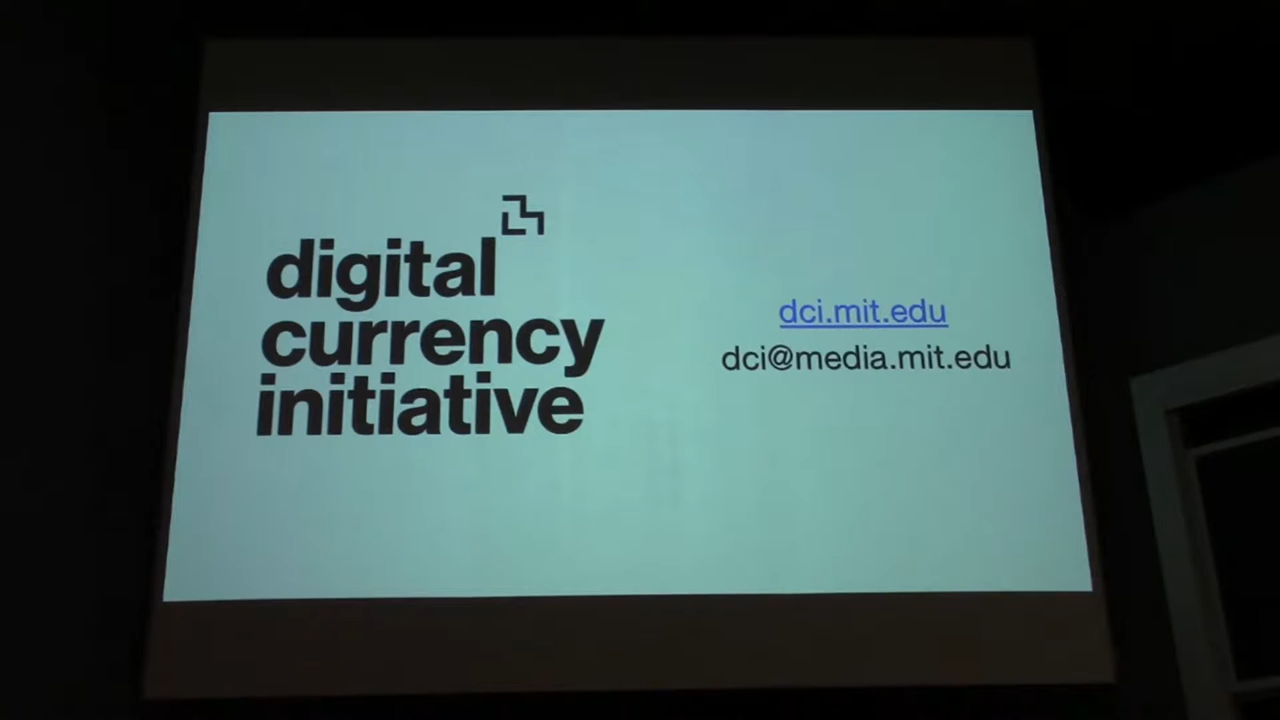 digital
currency
initiative
dci.mit.edu
dci@media.mit.edu